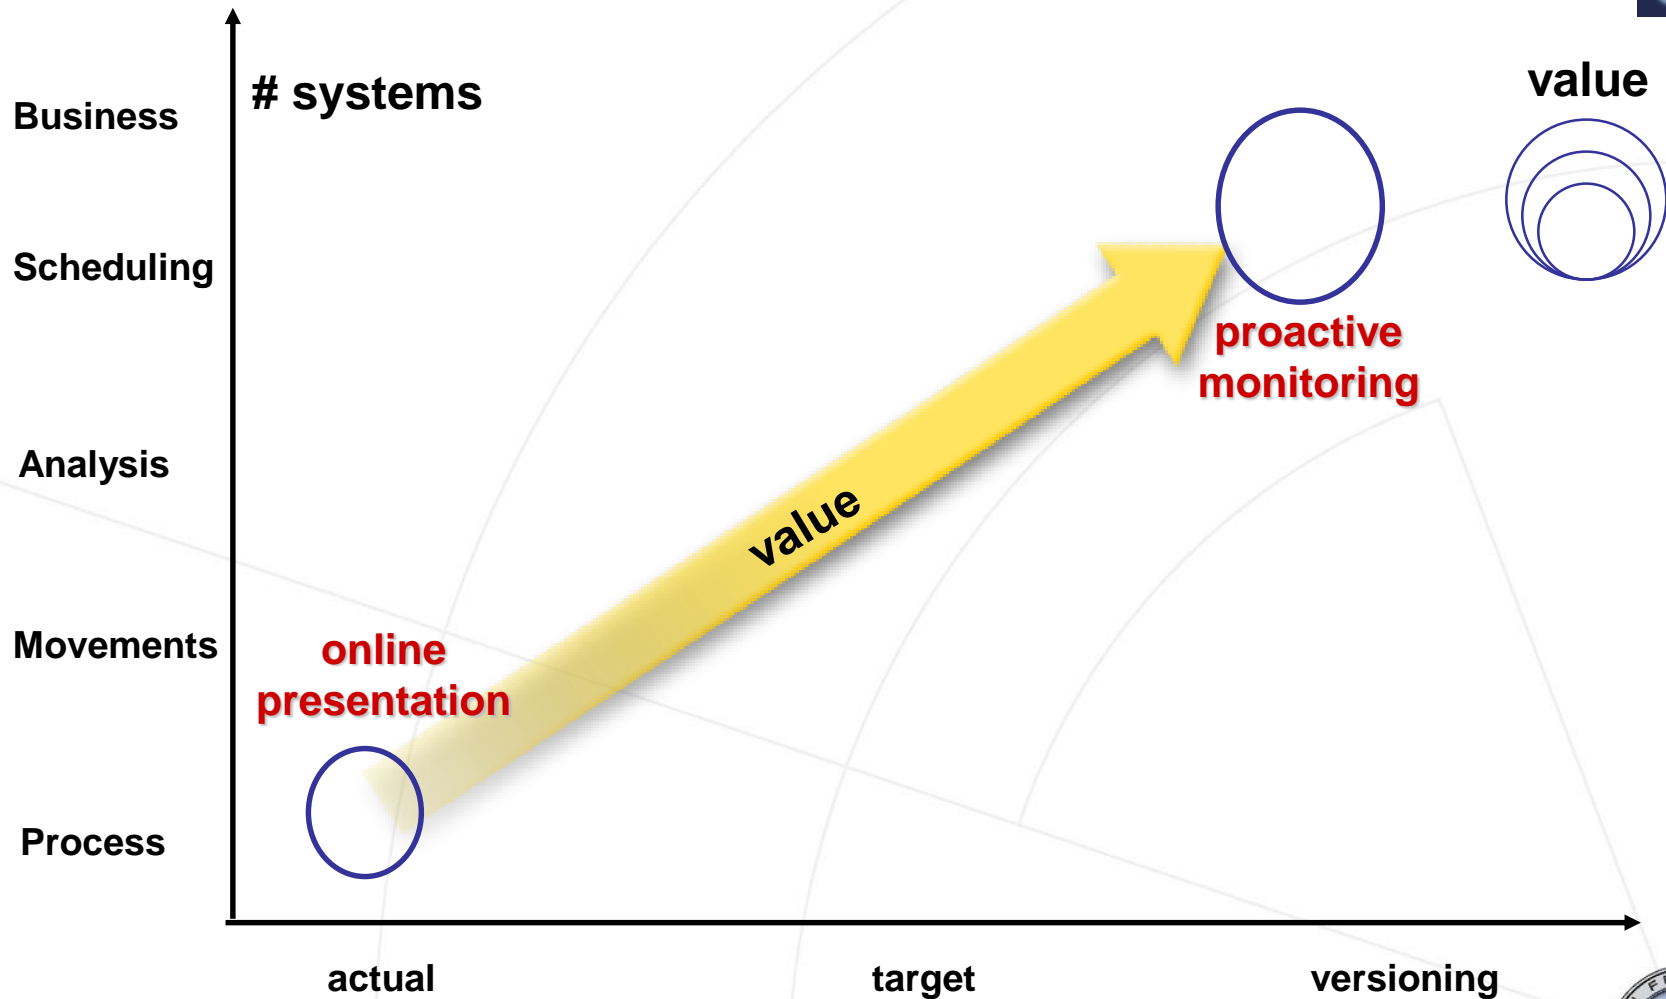 # systems
value
Business
Scheduling
proactive
monitoring
Analysis
value
Movements
online
presentation
Process
actual
target
versioning